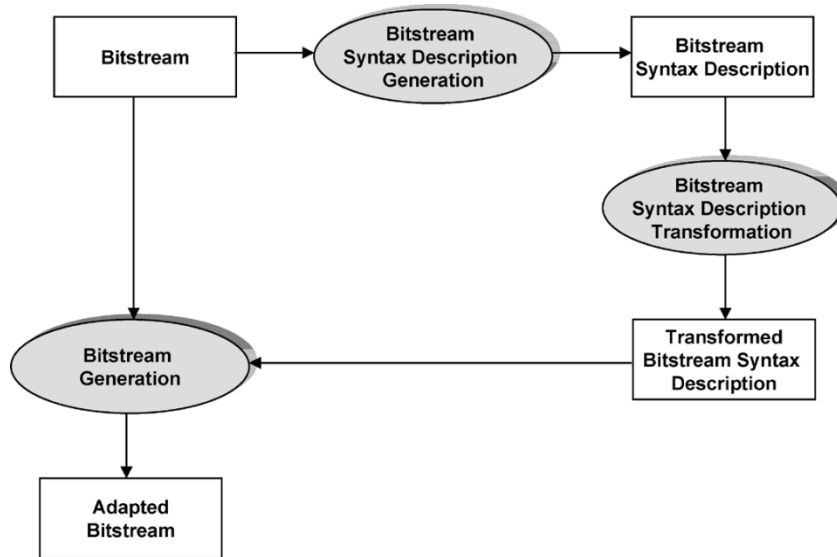 Bitstream
Bitstream
Syntax Description
Generation
Bitstream
Syntax Description
Bitstream
Syntax Description
Transformation
Bitstream
Generation
Transformed
Bitstream Syntax
Description
Adapted
Bitstream